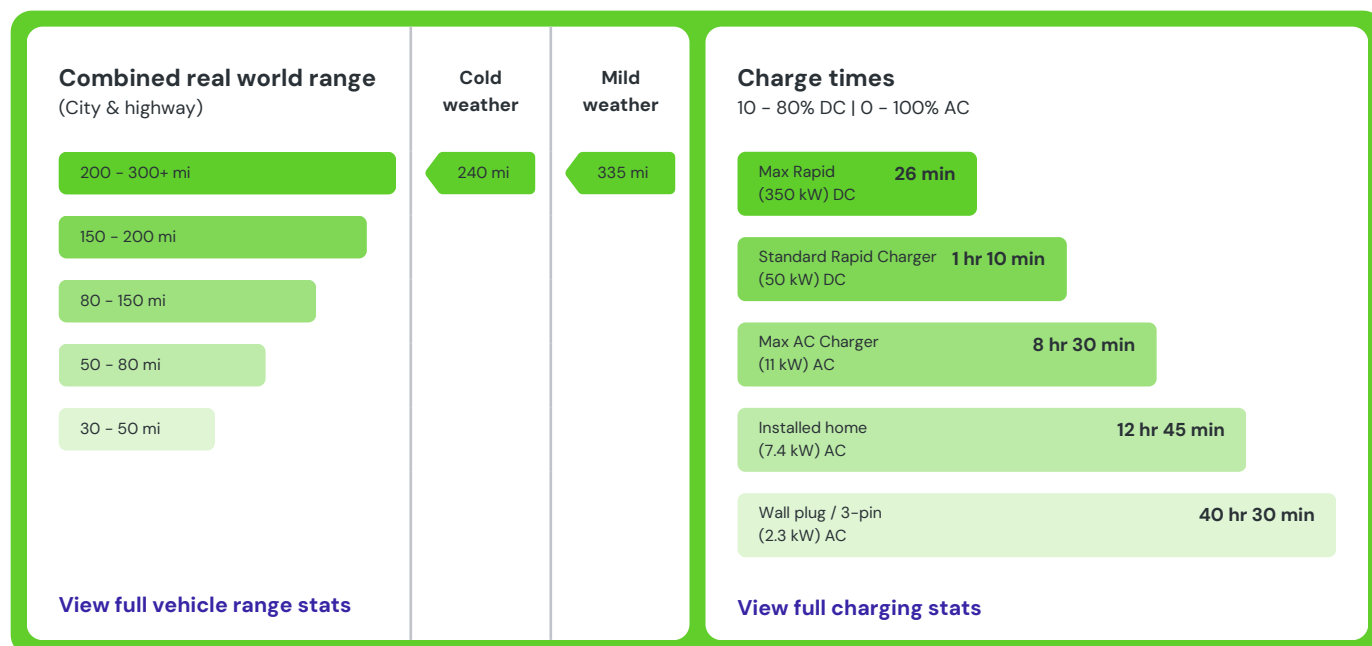 Combined real world range
(City & highway)
Cold
weather
Mild
weather
200 - 300+ mi
240 mi
335 mi
150 - 200 mi
80 - 150 mi
50 - 80 mi
30 - 50 mi
View full vehicle range stats
Charge times
10 - 80% DC | 0 - 100% AC
Max Rapid
(350 kW) DC
26 min
Standard Rapid Charger
(50 kW) DC
1 hr 10 min
Max AC Charger
(11 kW) AC
8 hr 30 min
Installed home
(7.4 kW) AC
12 hr 45 min
Wall plug / 3-pin
(2.3 kW) AC
40 hr 30 min
View full charging stats